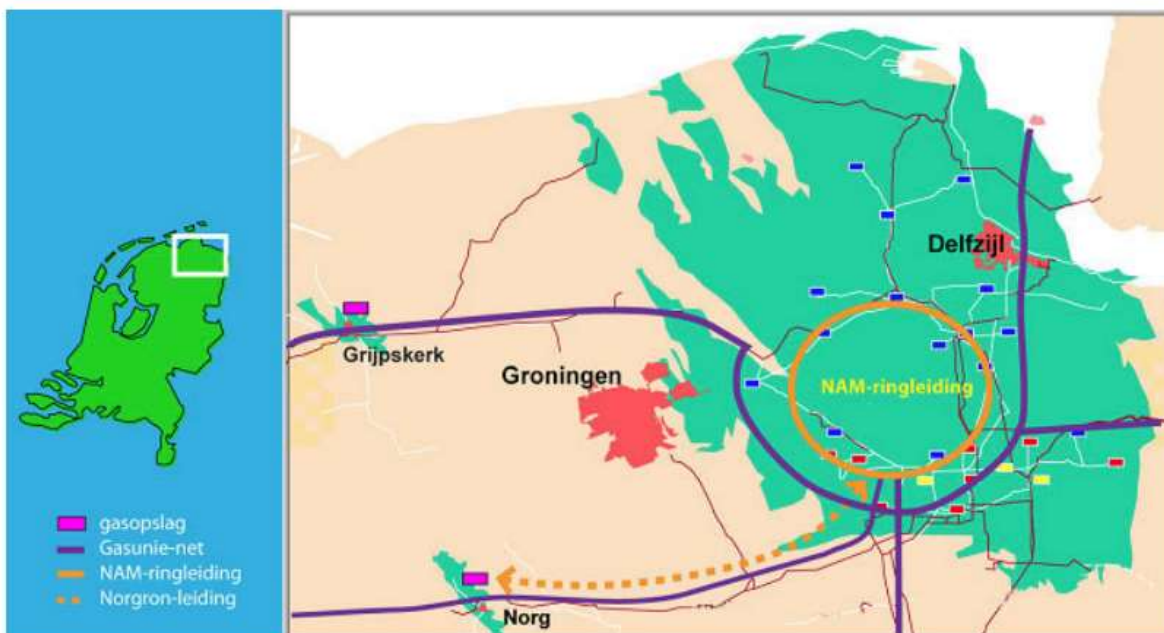 gasopslag
Gasunie-net
NAM-ringleiding
Norgron-leiding
Delfzijl
Grijpskerk
Groningen
NAM-ringleiding
Norg